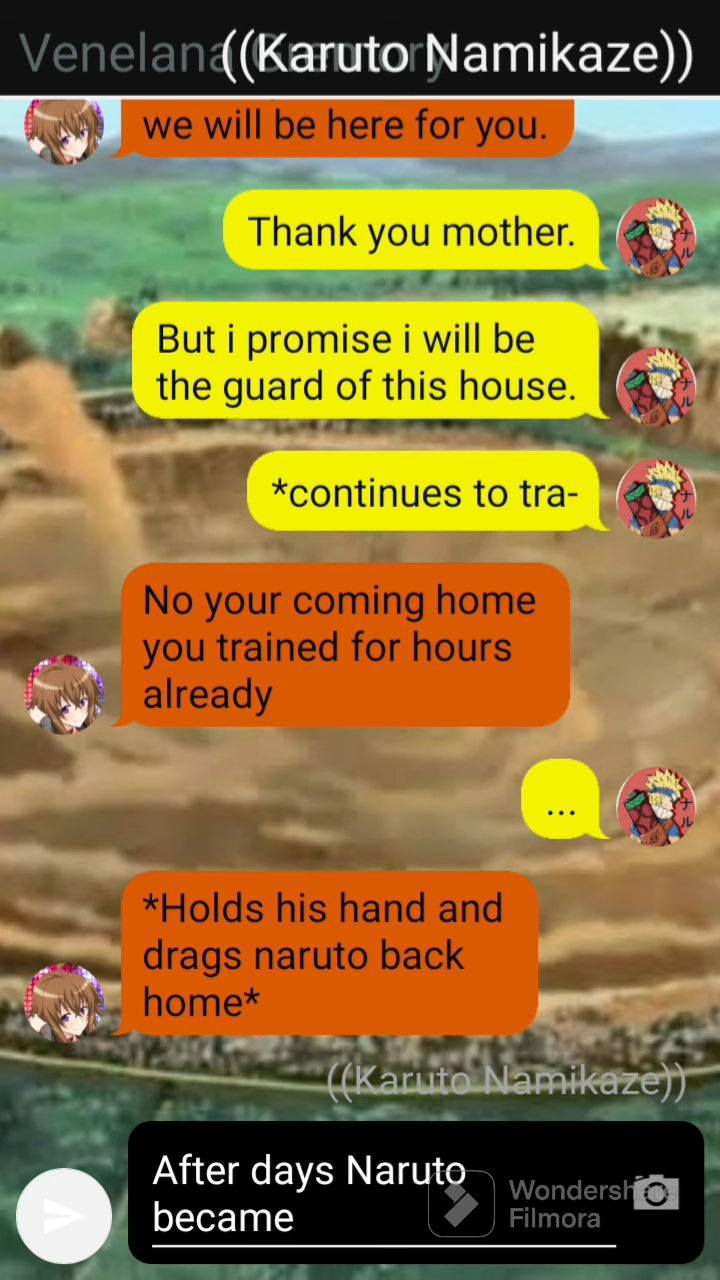 Venelana Gremory ((Karuto Namikaze))
we will be here for you.
Thank you mother.
But i promise i will be
the guard of this house.
*continues to tra-
No your coming home
you trained for hours
already
...
*Holds his hand and
drags naruto back
home*
((Karuto Namikaze))
After days Naruto
became
Wondershare
Filmora